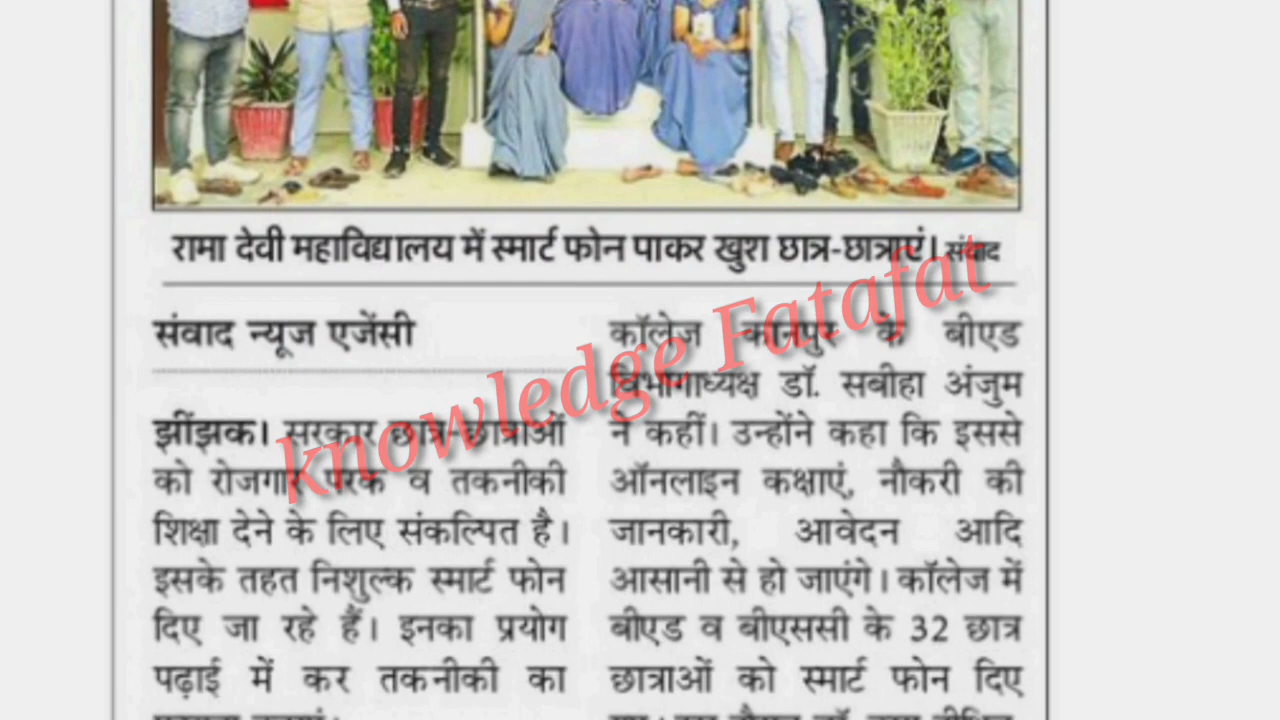 रामा देवी महाविद्यालय में स्मार्ट फोन पाकर खुश छात्र-छात्राएं। संवाद
संवाद न्यूज एजेंसी
झींझक। सरकार छात्र-छात्राओं
को रोजगार परक व तकनीकी
शिक्षा देने के लिए संकल्पित है।
इसके तहत निशुल्क स्मार्ट फोन
दिए जा रहे हैं। इनका प्रयोग
पढ़ाई में कर तकनीकी का
कॉलेज कानपुर के बीएड
विभागाध्यक्ष डॉ. सबीहा अंजुम
ने कहीं। उन्होंने कहा कि इससे
ऑनलाइन कक्षाएं, नौकरी की
जानकारी, आवेदन आदि
आसानी से हो जाएंगे। कॉलेज में
बीएड व बीएससी के 32 छात्र
छात्राओं को स्मार्ट फोन दिए
knowledge Fatafat